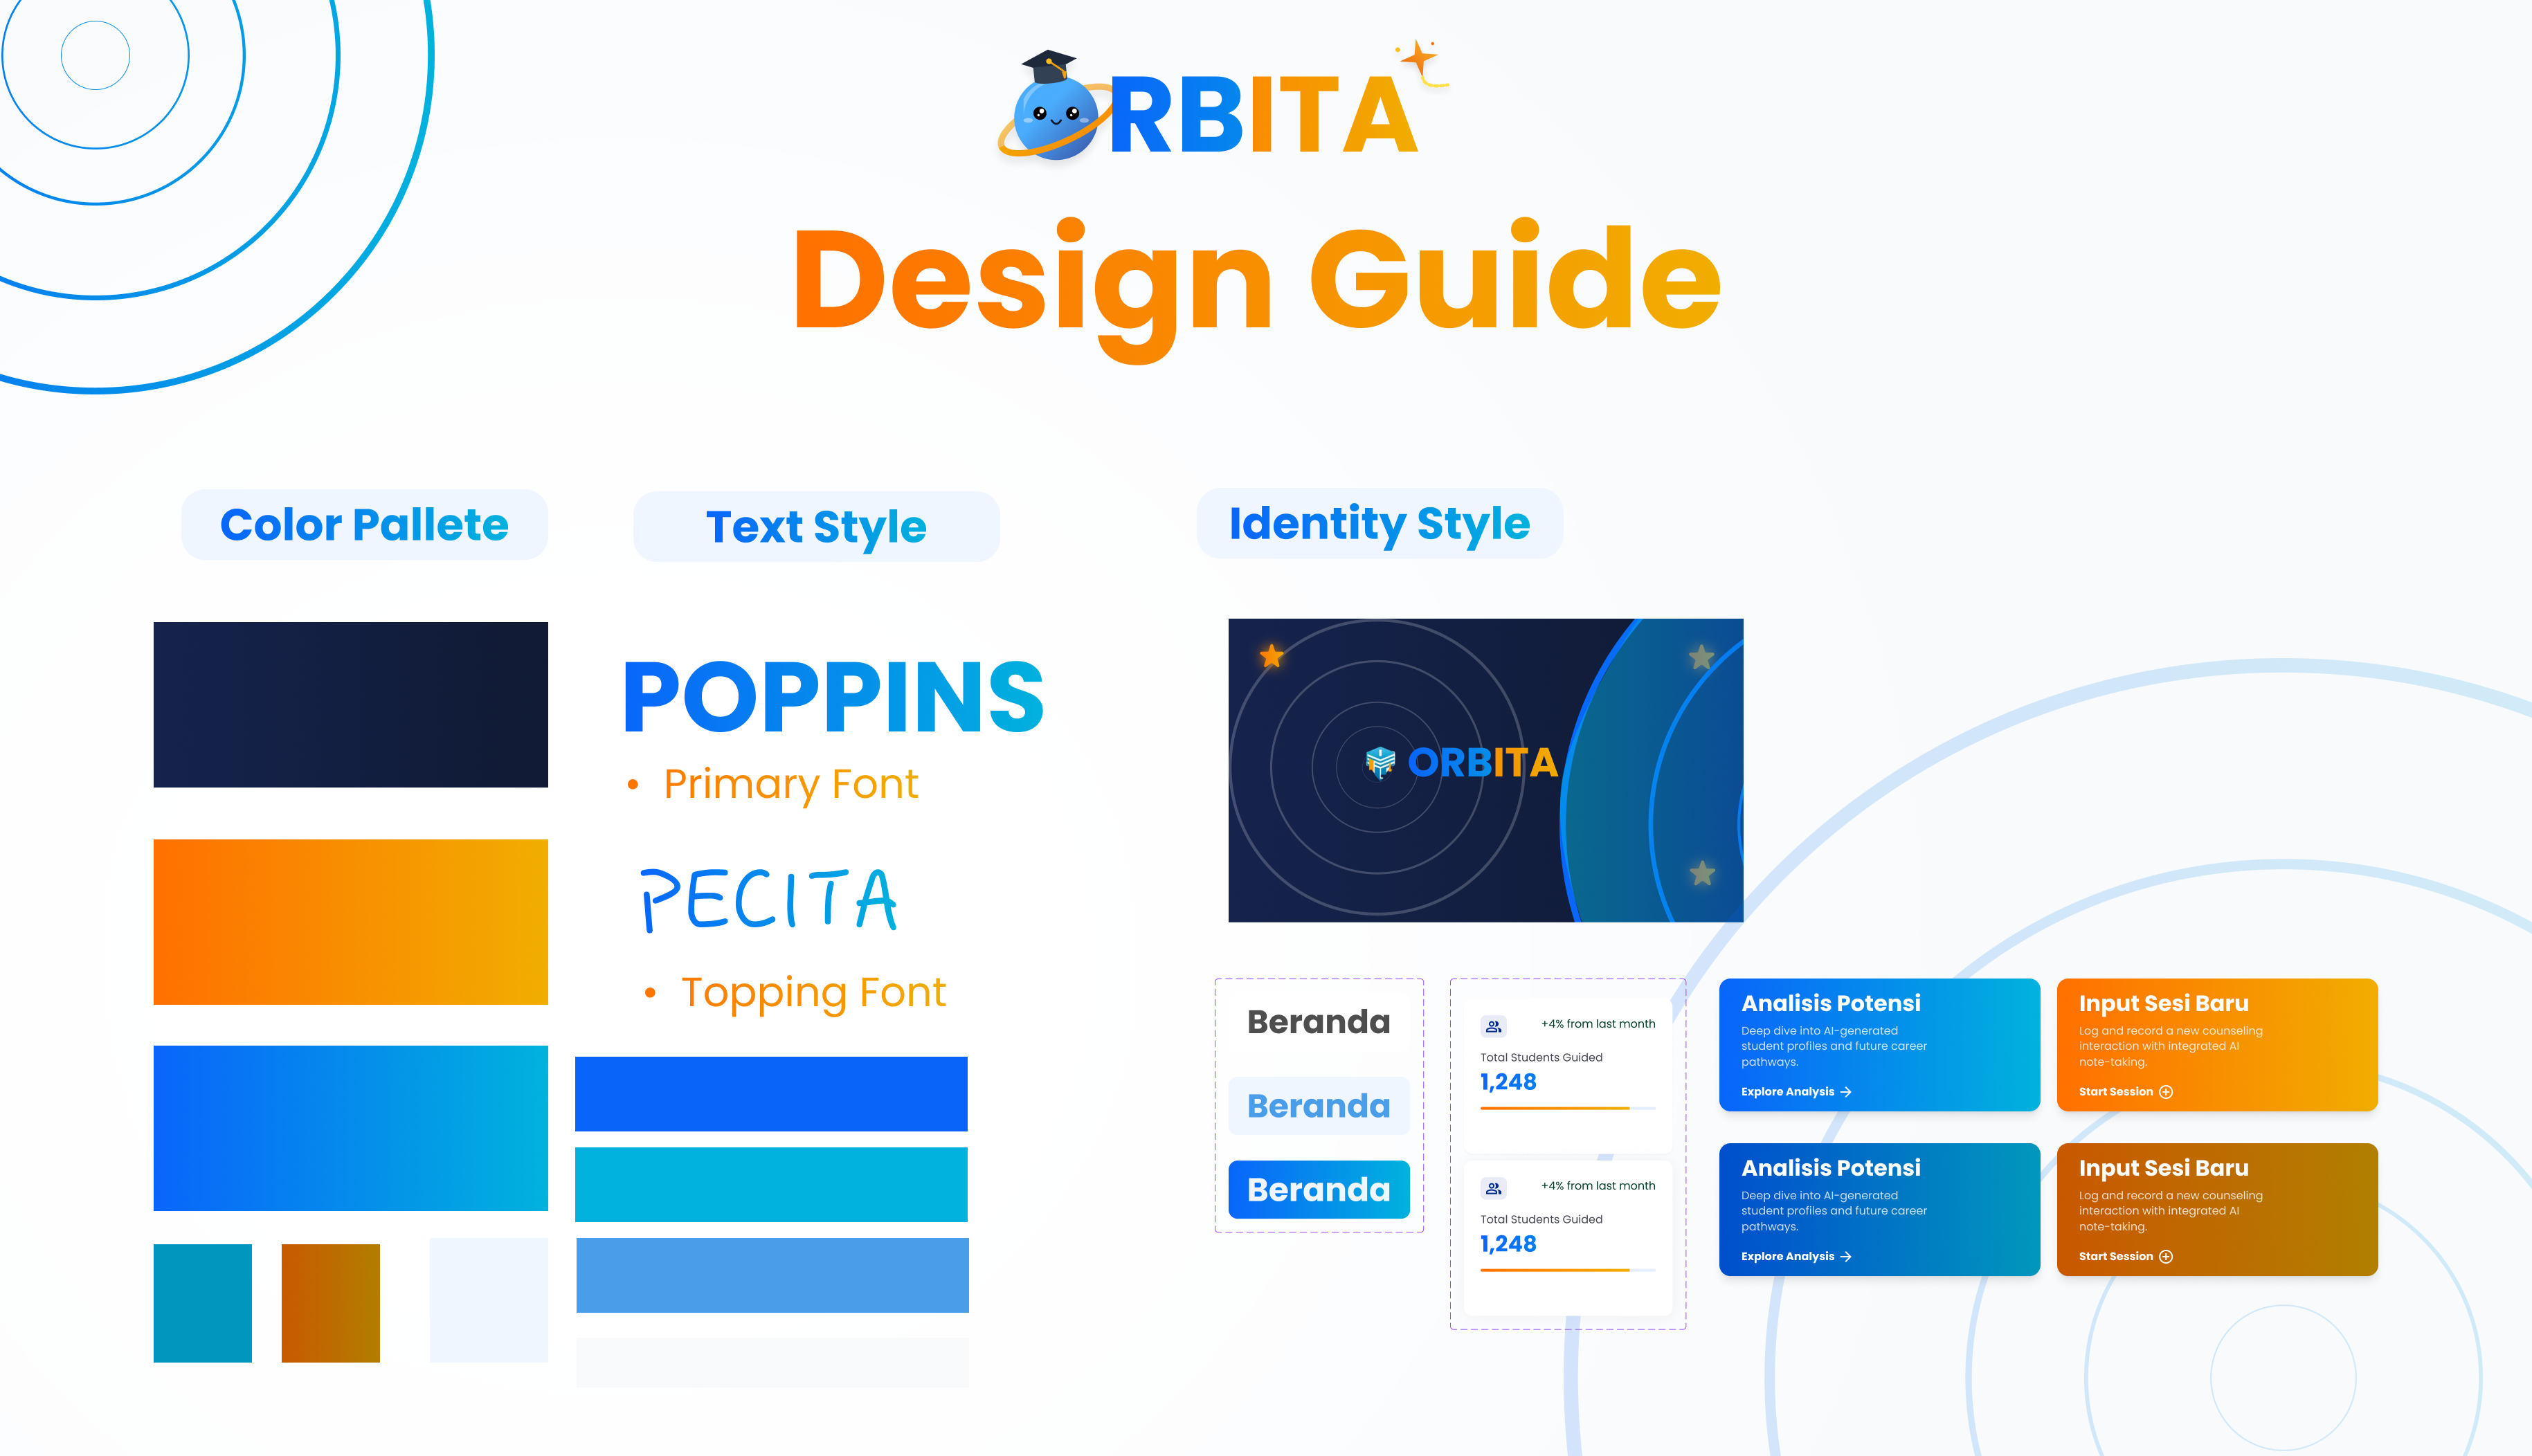 ORBITA
Design Guide
Color Pallete
Text Style
Identity Style
POPPINS
• Primary Font
PECITA
• Topping Font
ORBITA
Beranda
Beranda
Beranda
+4% from last month
Total Students Guided
1,248
+4% from last month
Total Students Guided
1,248
Analisis Potensi
Deep dive into AI-generated
student profiles and future career
pathways.
Explore Analysis
Input Sesi Baru
Log and record a new counseling
interaction with integrated AI
note-taking.
Start Session
Analisis Potensi
Deep dive into AI-generated
student profiles and future career
pathways.
Explore Analysis
Input Sesi Baru
Log and record a new counseling
interaction with integrated AI
note-taking.
Start Session